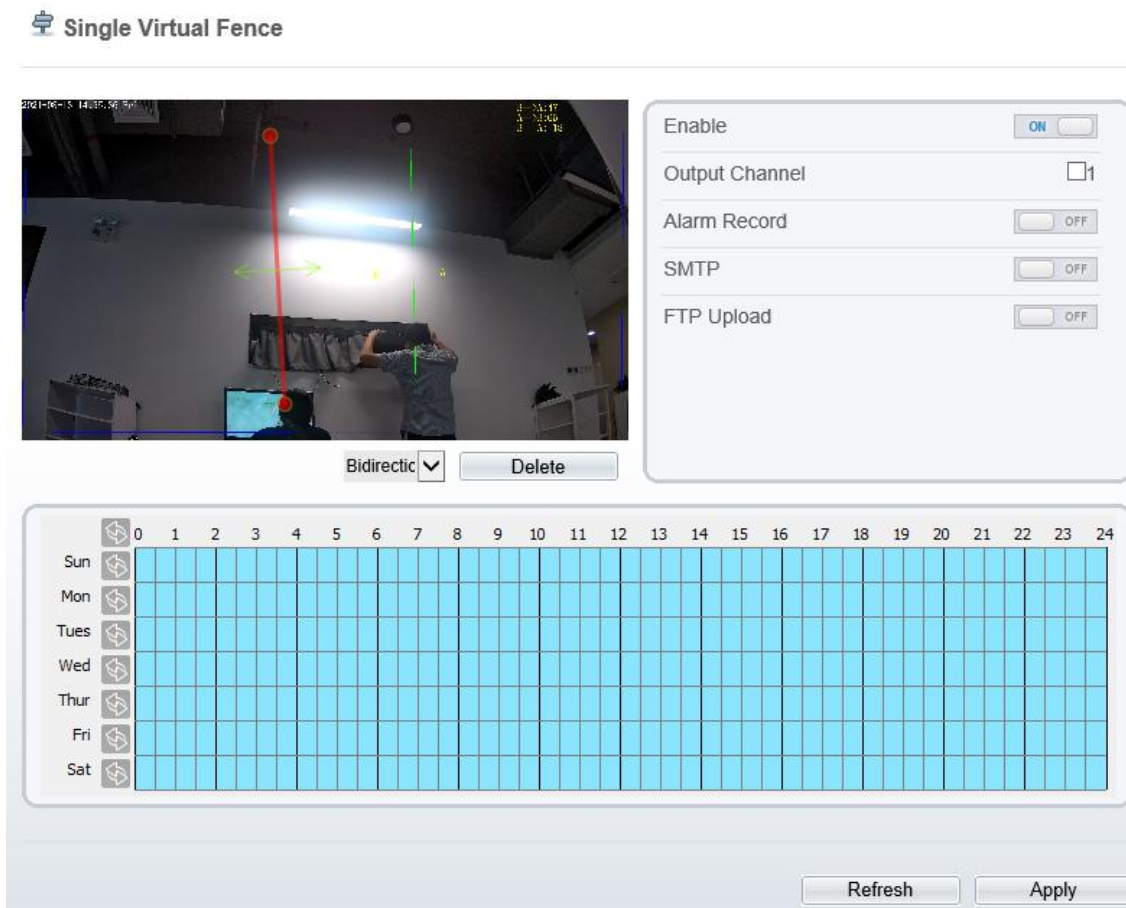 Single Virtual Fence
Enable ON
Output Channel 1
Alarm Record OFF
SMTP OFF
FTP Upload OFF
Bidirectic
Delete
0 1 2 3 4 5 6 7 8 9 10 11 12 13 14 15 16 17 18 19 20 21 22 23 24
Sun
Mon
Tues
Wed
Thur
Fri
Sat
Refresh
Apply